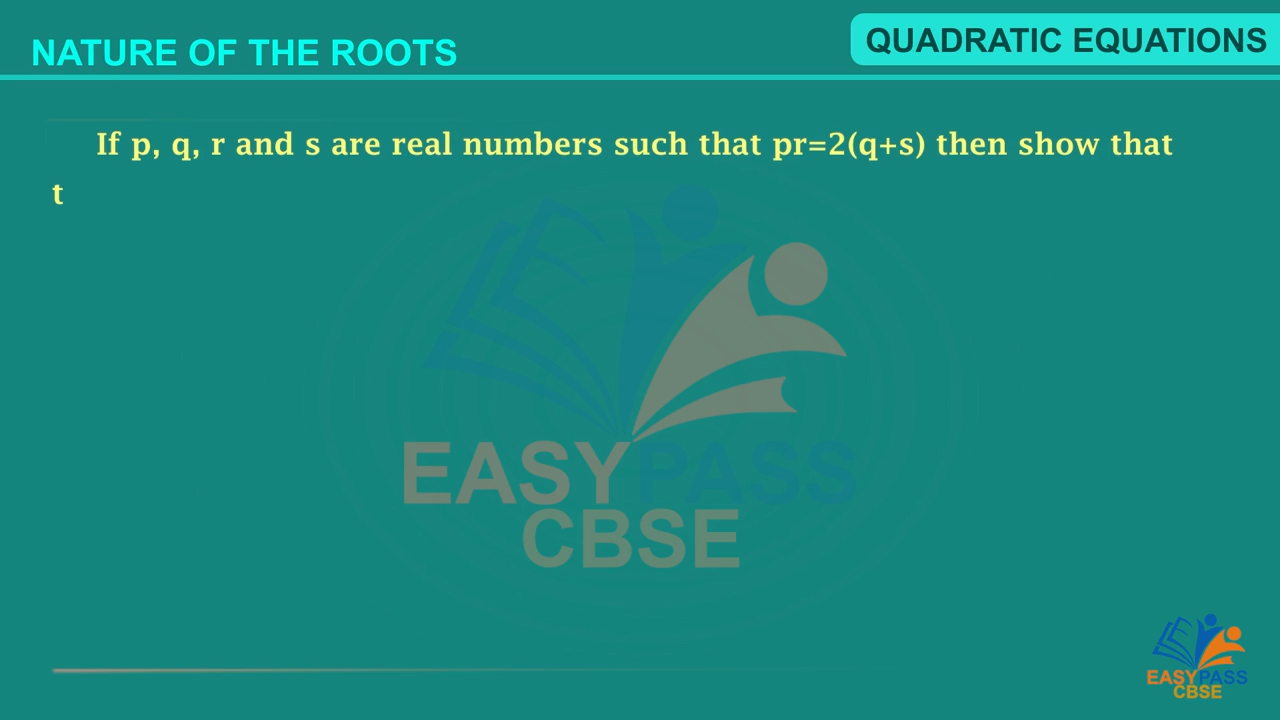 NATURE OF THE ROOTS
QUADRATIC EQUATIONS
If p, q, r and s are real numbers such that pr=2(q+s) then show that
t
EASYPASS
CBSE
EASYPASS
CBSE